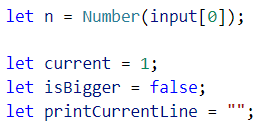 let n = Number(input[0]);
let current = 1;
let isBigger = false;
let printCurrentLine = "";